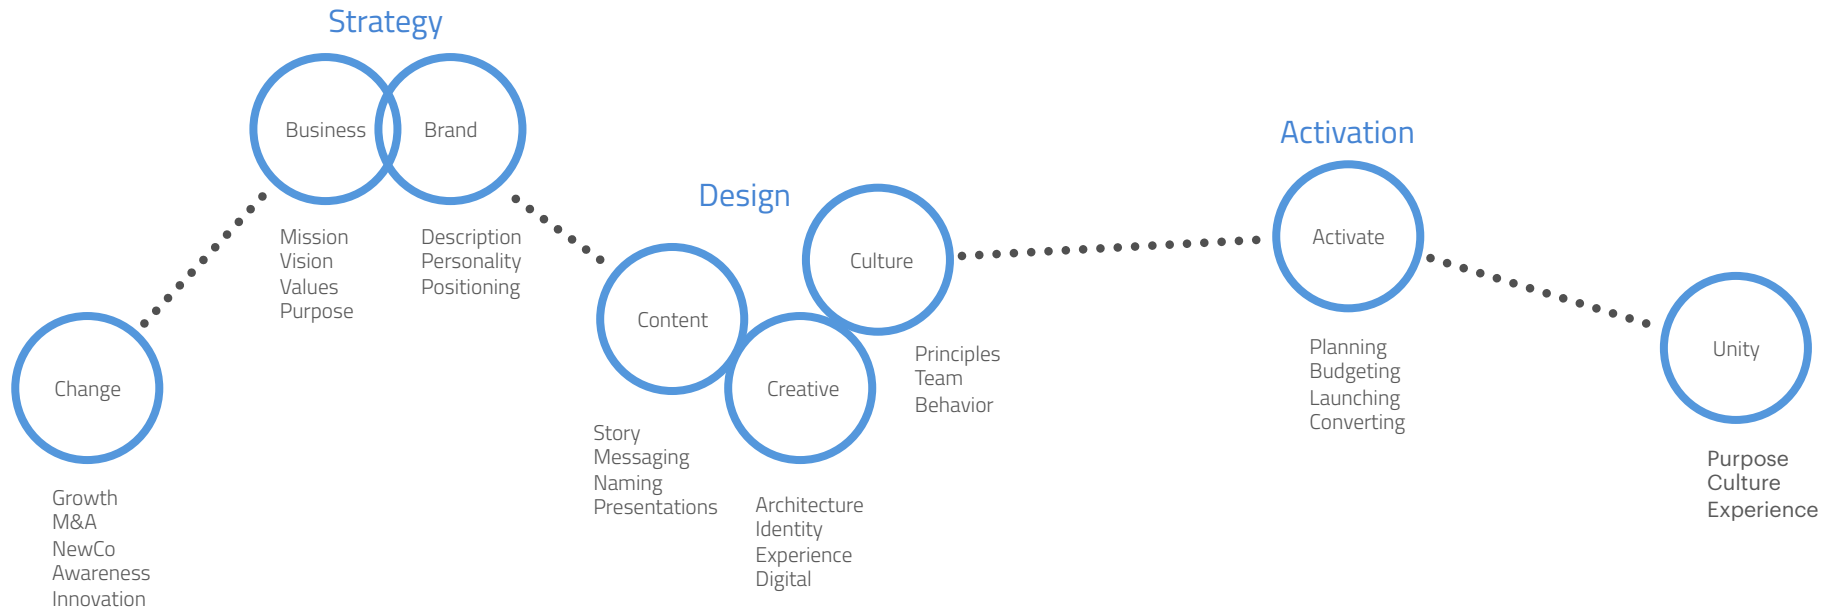 Strategy
Business
Brand
Mission
Vision
Values
Purpose
Description
Personality
Positioning
Change
Growth
M&A
NewCo
Awareness
Innovation
Design
Content
Story
Messaging
Naming
Presentations
Creative
Architecture
Identity
Experience
Digital
Culture
Principles
Team
Behavior
Activation
Activate
Planning
Budgeting
Launching
Converting
Unity
Purpose
Culture
Experience